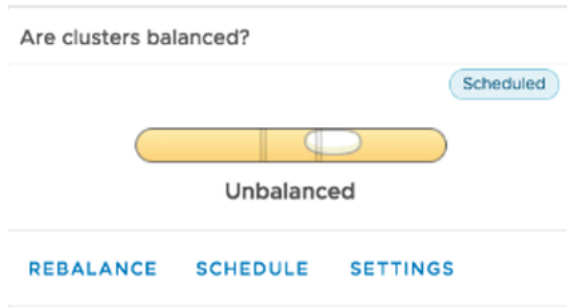 Are clusters balanced?
Scheduled
Unbalanced
REBALANCE SCHEDULE SETTINGS